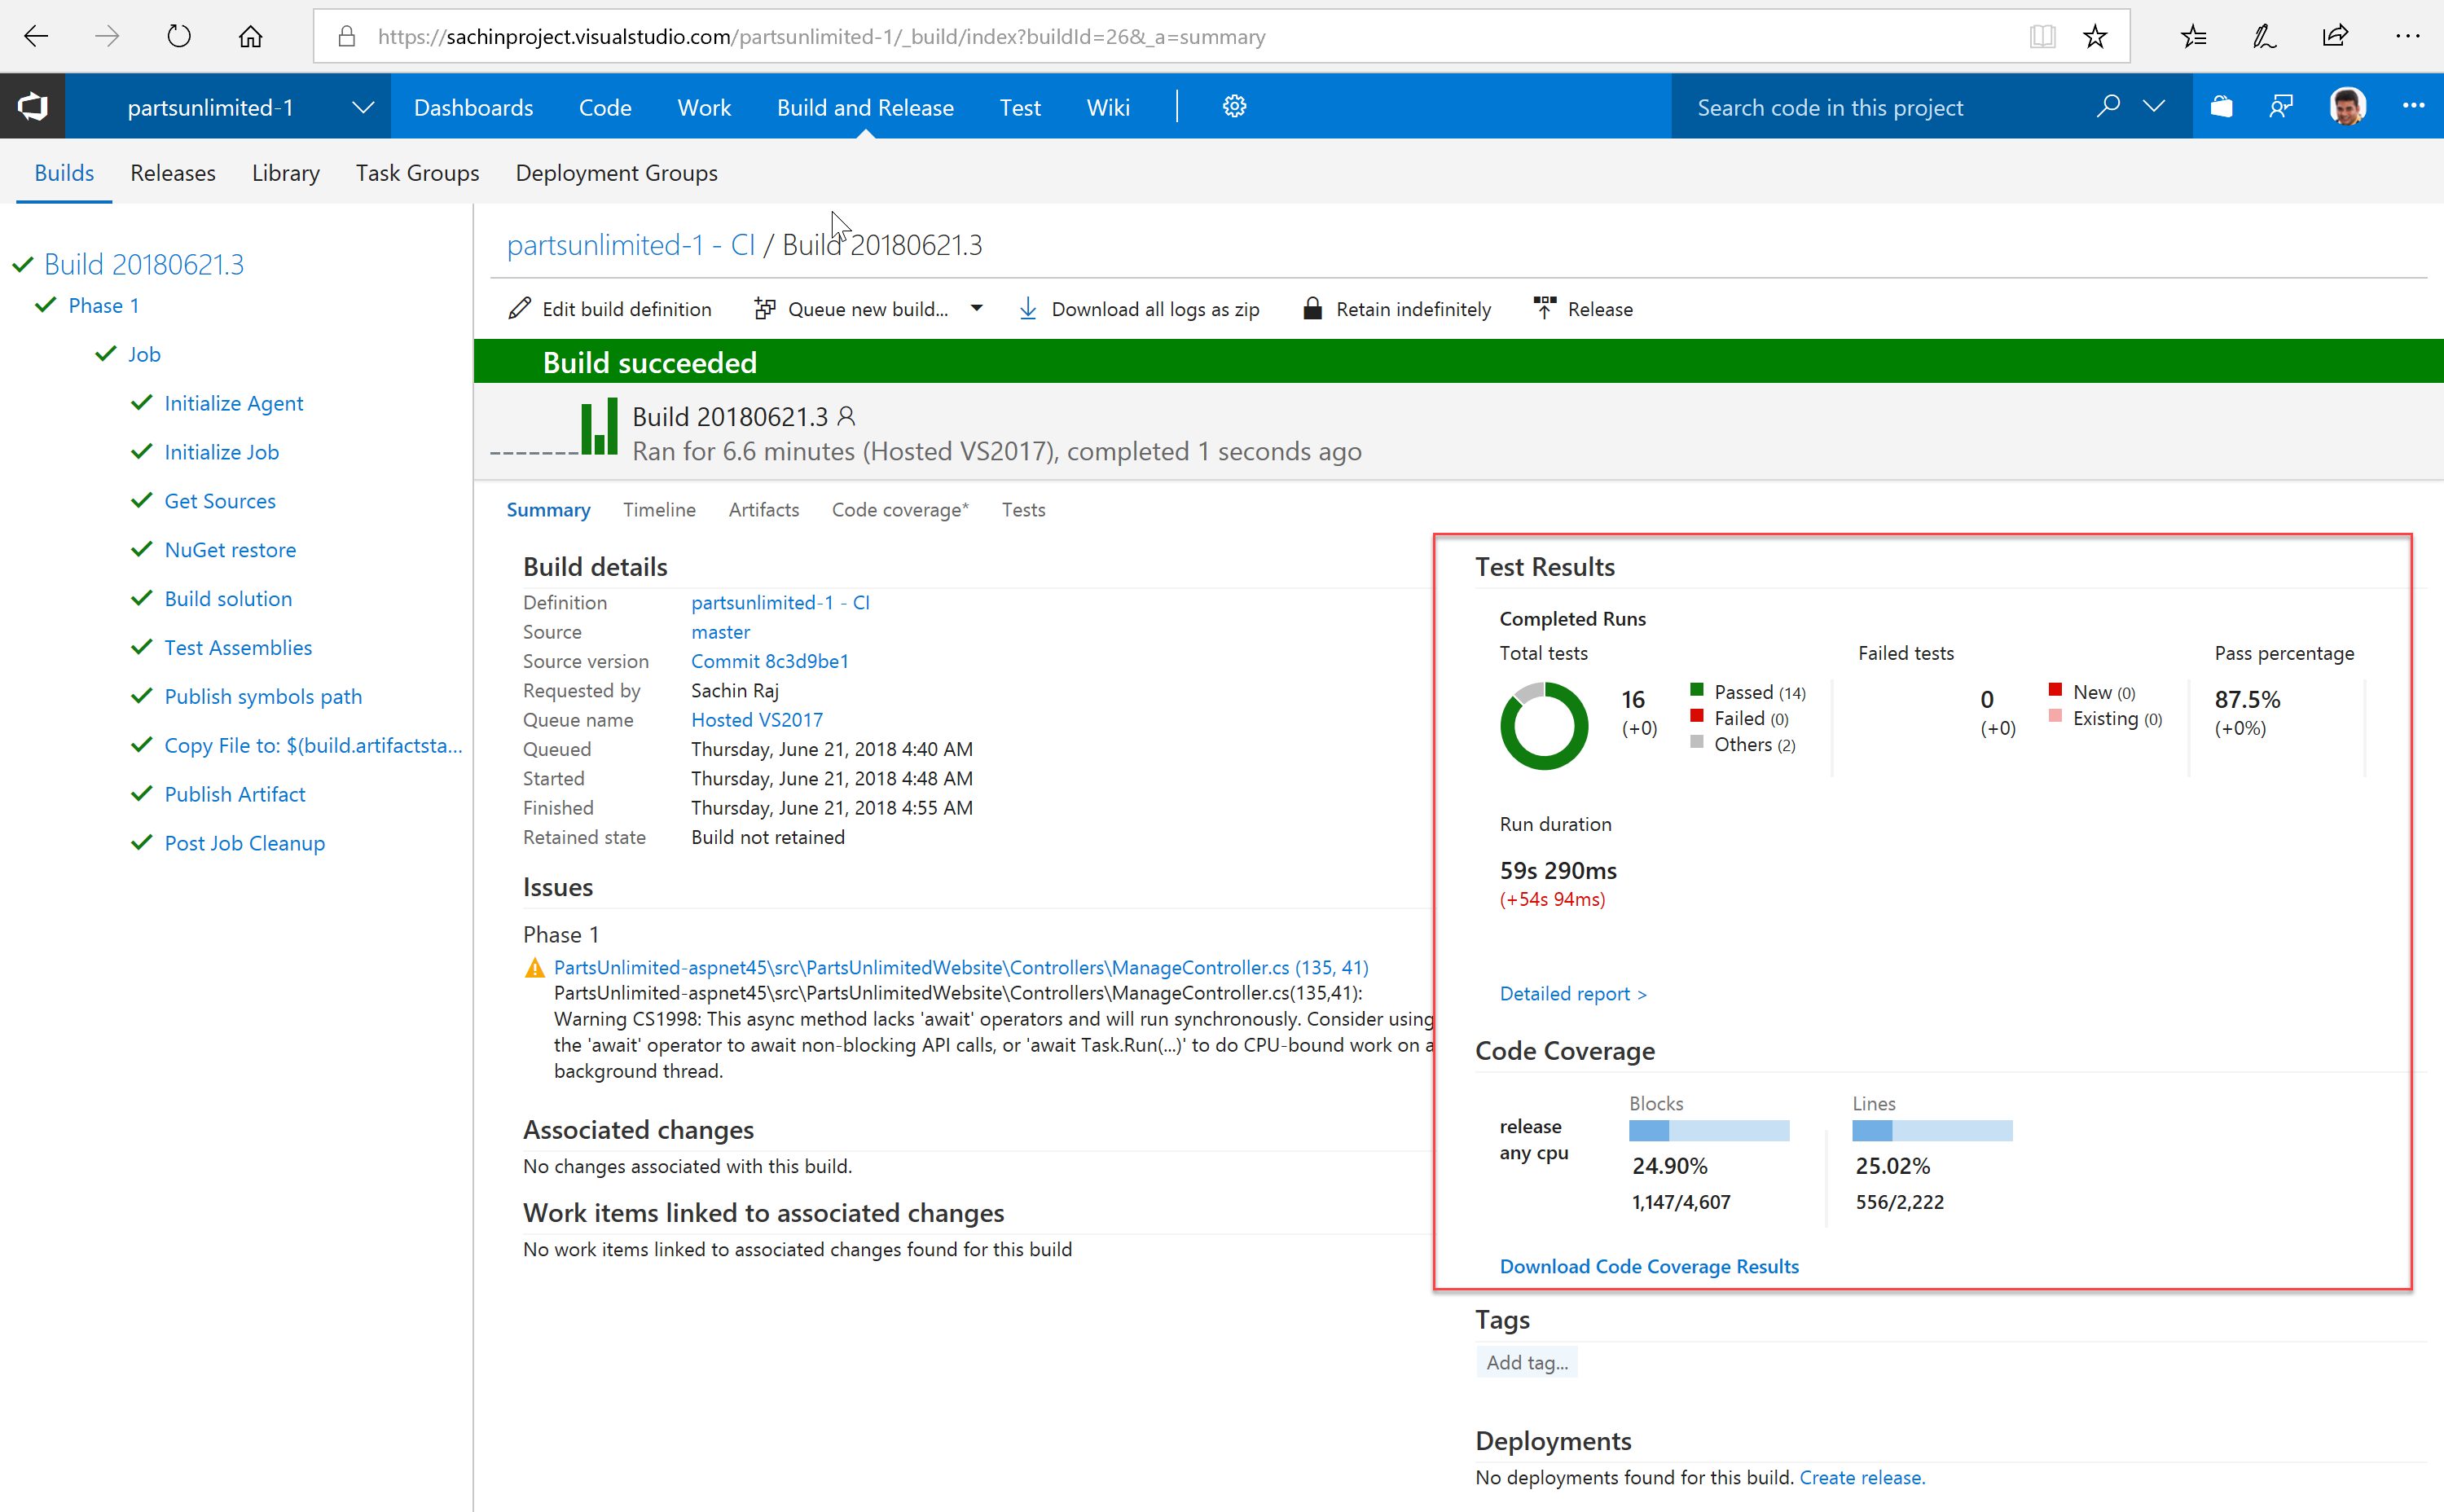 https://sachinproject.visualstudio.com/partsunlimited-1/_build/index?buildId=26&_a=summary
partsunlimited-1
Dashboards
Code
Work
Build and Release
Test
Wiki
Search code in this project
Builds
Releases
Library
Task Groups
Deployment Groups
Build 20180621.3
Phase 1
Job
Initialize Agent
Initialize Job
Get Sources
NuGet restore
Build solution
Test Assemblies
Publish symbols path
Copy File to: $(build.artifactsta...
Publish Artifact
Post Job Cleanup
partsunlimited-1 - CI / Build 20180621.3
Edit build definition
Queue new build...
Download all logs as zip
Retain indefinitely
Release
Build succeeded
Build 20180621.3
Ran for 6.6 minutes (Hosted VS2017), completed 1 seconds ago
Summary
Timeline
Artifacts
Code coverage*
Tests
Build details
Definition partsunlimited-1 - CI
Source master
Source version Commit 8c3d9be1
Requested by Sachin Raj
Queue name Hosted VS2017
Queued Thursday, June 21, 2018 4:40 AM
Started Thursday, June 21, 2018 4:48 AM
Finished Thursday, June 21, 2018 4:55 AM
Retained state Build not retained
Issues
Phase 1
PartsUnlimited-aspnet45\src\PartsUnlimitedWebsite\Controllers\ManageController.cs (135, 41)
PartsUnlimited-aspnet45\src\PartsUnlimitedWebsite\Controllers\ManageController.cs(135,41):
Warning CS1998: This async method lacks 'await' operators and will run synchronously. Consider using
the 'await' operator to await non-blocking API calls, or 'await Task.Run(...)' to do CPU-bound work on a
background thread.
Associated changes
No changes associated with this build.
Work items linked to associated changes
No work items linked to associated changes found for this build
Test Results
Completed Runs
Total tests
16
(+0)
Passed (14)
Failed (0)
Others (2)
Failed tests
0
(+0)
New (0)
Existing (0)
Pass percentage
87.5%
(+0%)
Run duration
59s 290ms
(+54s 94ms)
Detailed report >
Code Coverage
release
any cpu
Blocks
24.90%
1,147/4,607
Lines
25.02%
556/2,222
Download Code Coverage Results
Tags
Add tag...
Deployments
No deployments found for this build. Create release.